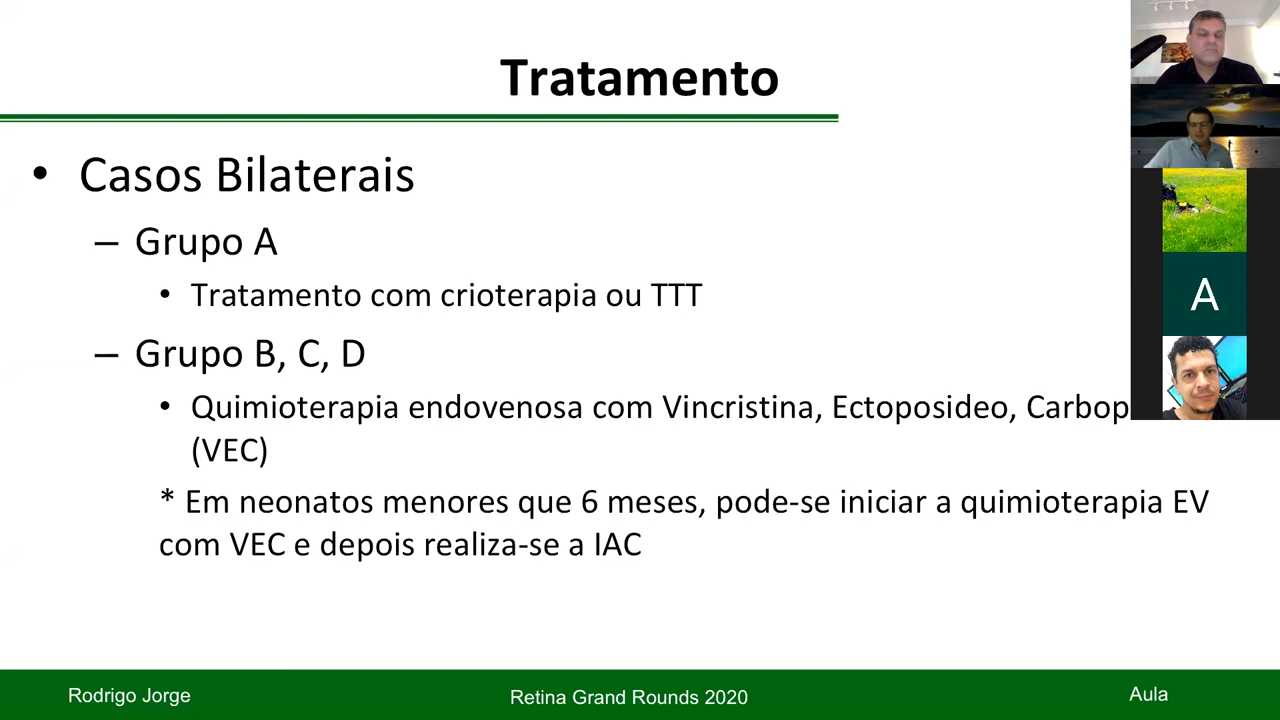 Tratamento
• Casos Bilaterais
– Grupo A
• Tratamento com crioterapia ou TTT
– Grupo B, C, D
• Quimioterapia endovenosa com Vincristina, Ectoposideo, Carbop
(VEC)
* Em neonatos menores que 6 meses, pode-se iniciar a quimioterapia EV
com VEC e depois realiza-se a IAC
A
Rodrigo Jorge
Retina Grand Rounds 2020
Aula